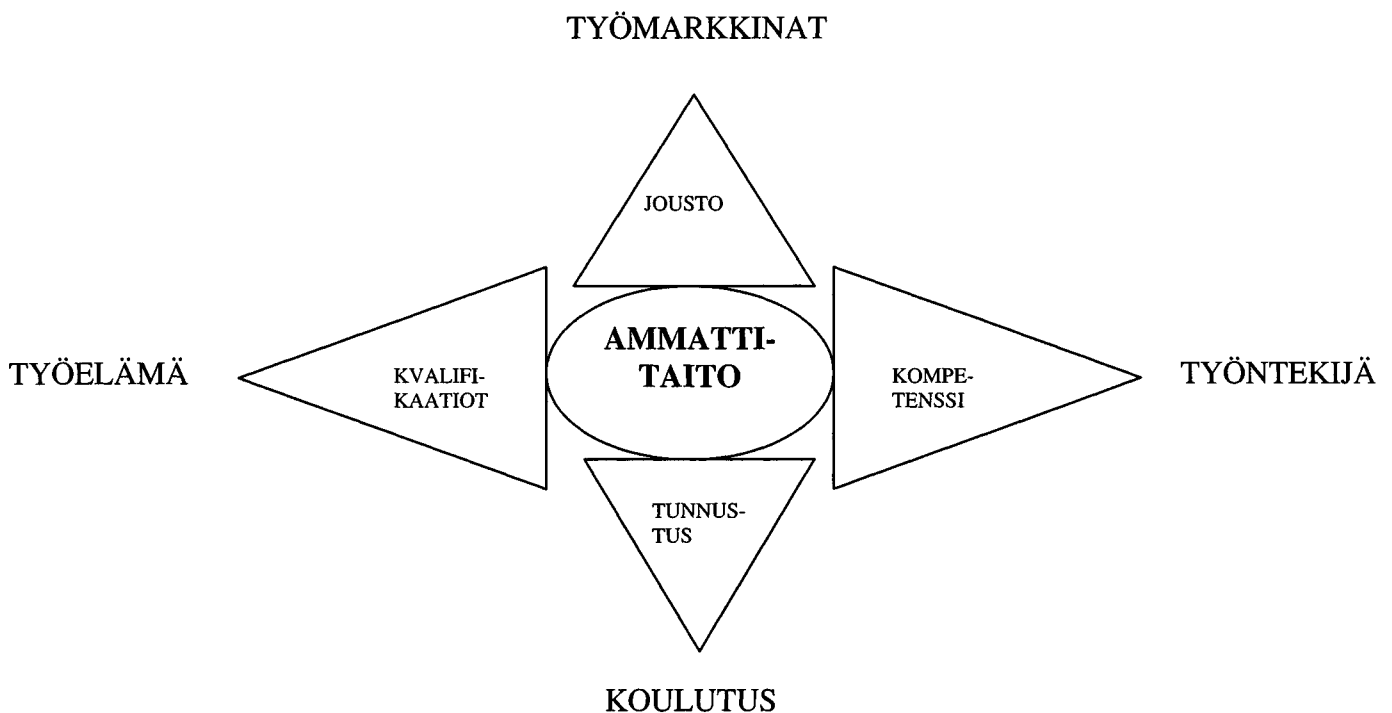 TYÖMARKKINAT
JOUSTO
AMMATTI-
TAITO
TYÖELÄMÄ
KVALIFI-
KAATIOT
KOMPE-
TENSSI
TYÖNTEKIJÄ
TUNNUS-
TUS
KOULUTUS